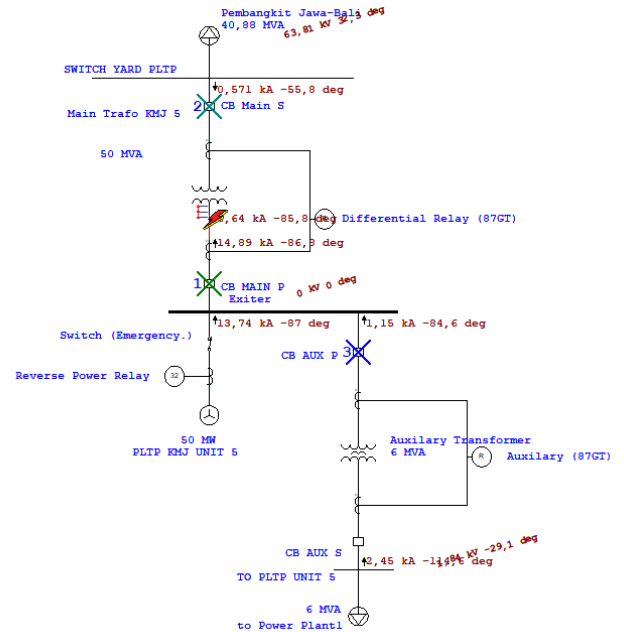 Pembangkit Jawa-Bali
40,88 MVA
63,81 kV 32,3 deg
SWITCH YARD PLTP
0,571 kA -55,8 deg
2
CB Main S
Main Trafo KMJ 5
50 MVA
,64 kA -85,8 deg
Differential Relay (87GT)
14,89 kA -86,8 deg
1
CB MAIN P
0 kV 0 deg
Exiter
13,74 kA -87 deg
1,15 kA -84,6 deg
Switch (Emergency.)
CB AUX P
3
Reverse Power Relay
32
50 MW
PLTP KMJ UNIT 5
Auxilary Transformer
6 MVA
R
Auxilary (87GT)
CB AUX S
kV -29,1 deg
2,45 kA
deg
TO PLTP UNIT 5
6 MVA
to Power Plant1